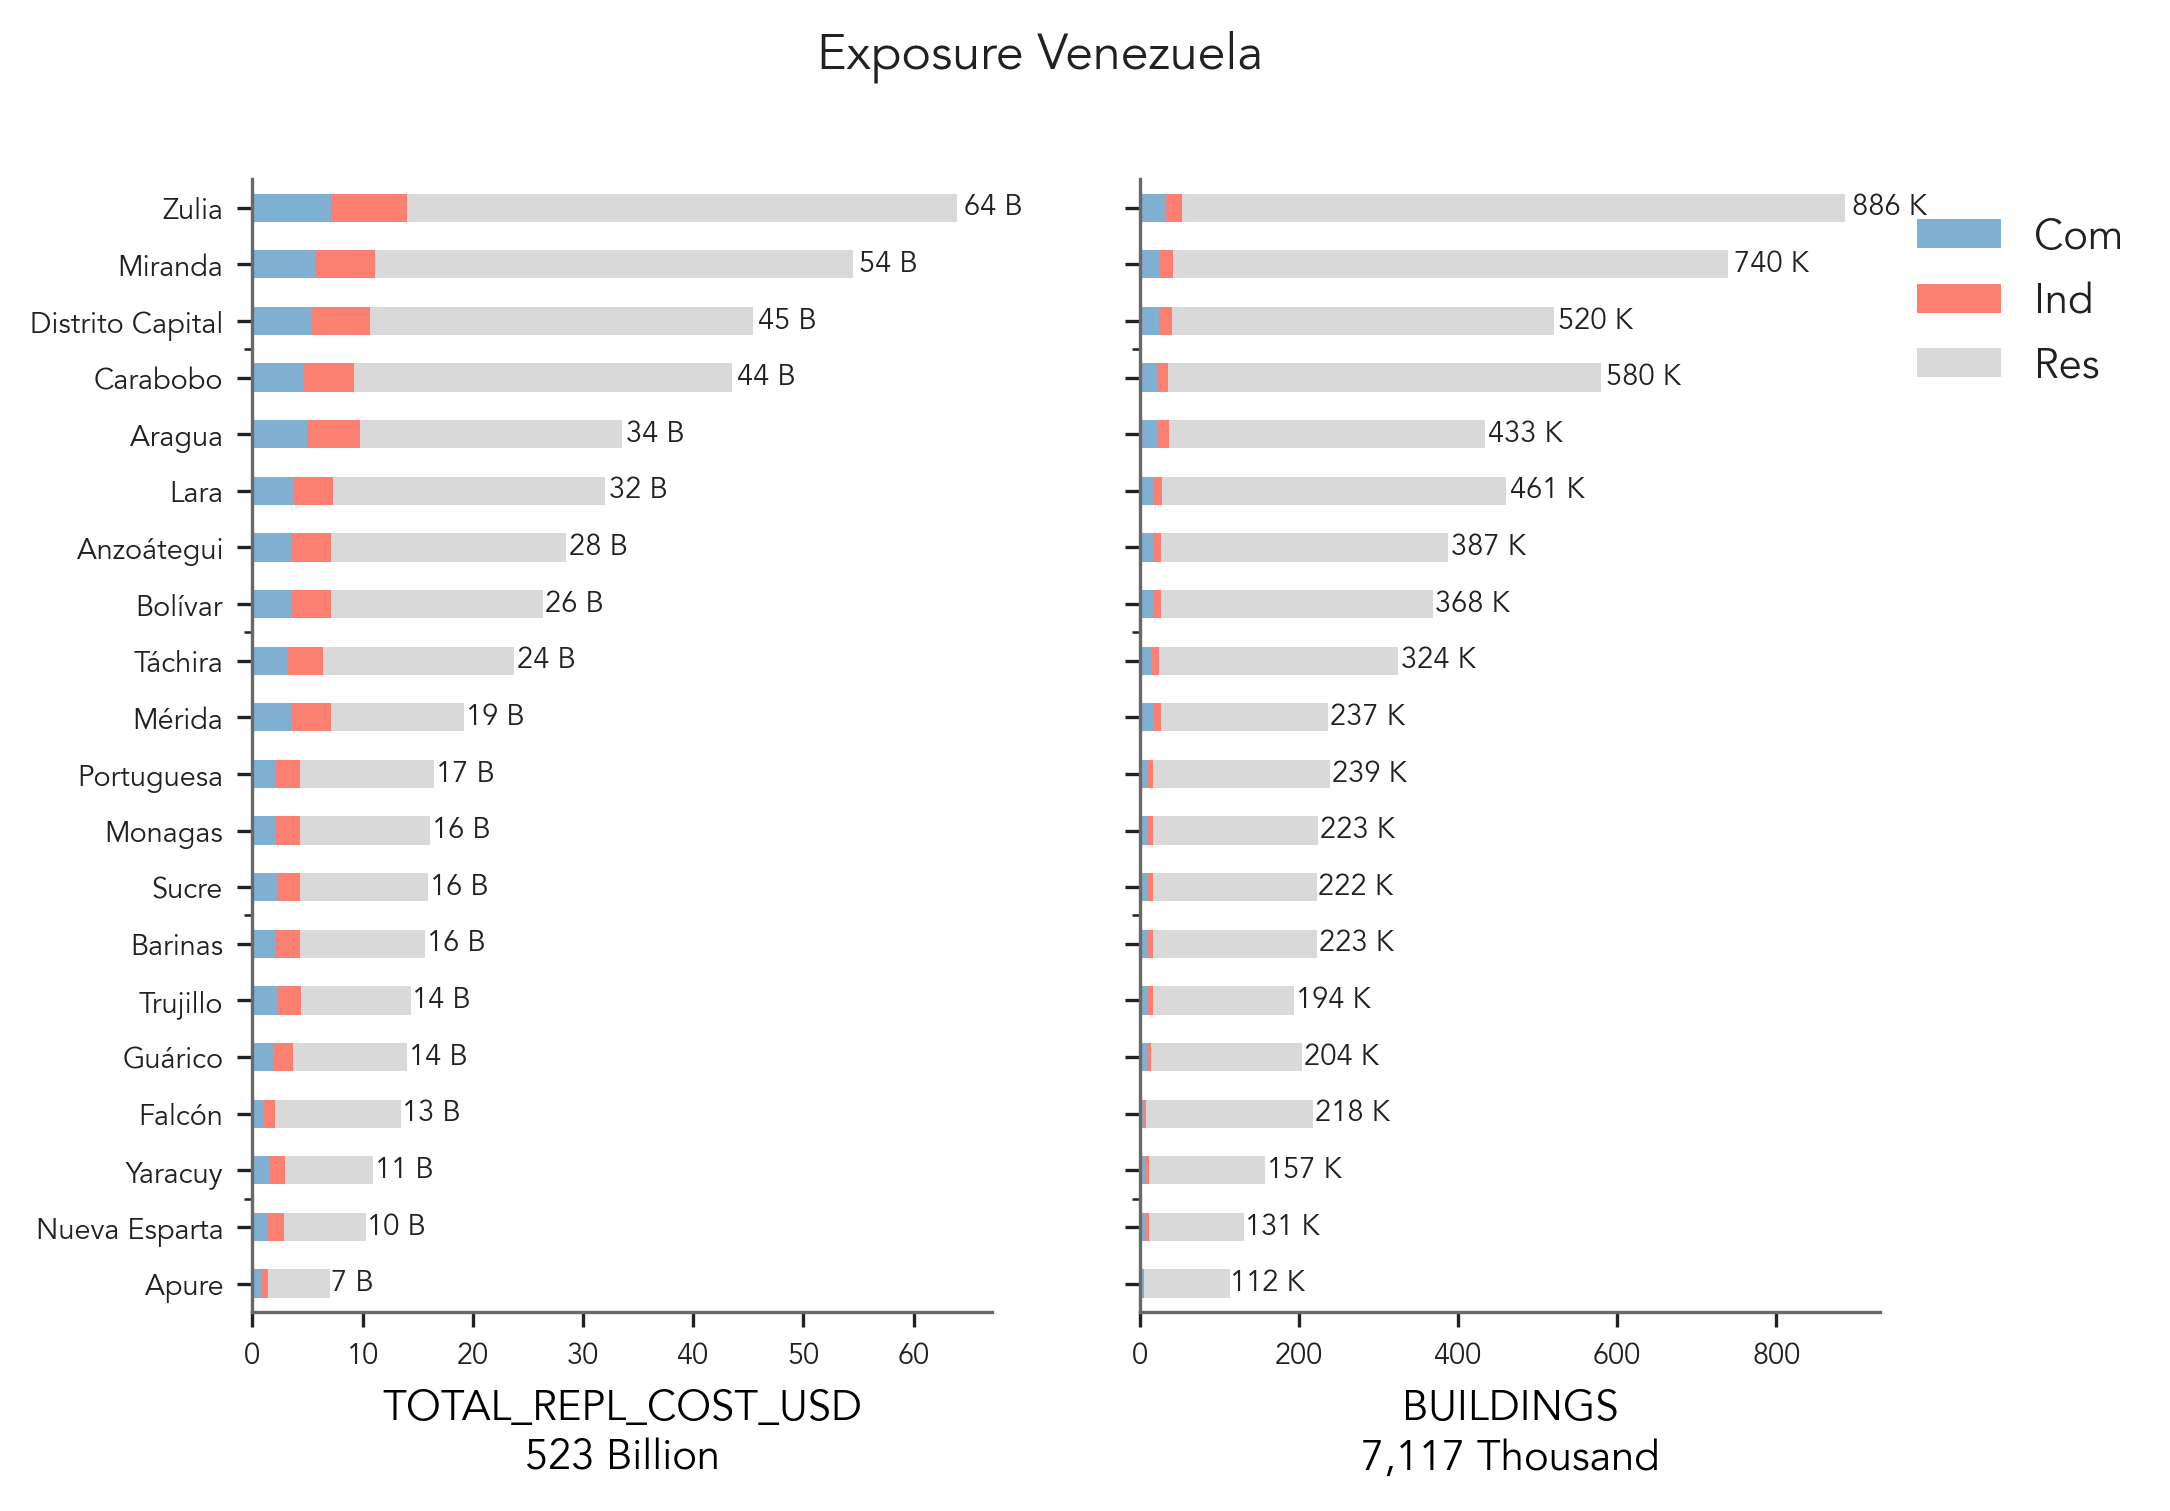 Exposure Venezuela
Zulia
Miranda
Distrito Capital
Carabobo
Aragua
Lara
Anzoátegui
Bolívar
Táchira
Mérida
Portuguesa
Monagas
Sucre
Barinas
Trujillo
Guárico
Falcón
Yaracuy
Nueva Esparta
Apure
64 B
54 B
45 B
44 B
34 B
32 B
28 B
26 B
24 B
19 B
17 B
16 B
16 B
16 B
14 B
14 B
13 B
11 B
10 B
7 B
0 10 20 30 40 50 60
TOTAL_REPL_COST_USD
523 Billion
886 K
740 K
520 K
580 K
433 K
461 K
387 K
368 K
324 K
237 K
239 K
223 K
222 K
223 K
194 K
204 K
218 K
157 K
131 K
112 K
0 200 400 600 800
BUILDINGS
7,117 Thousand
Com
Ind
Res